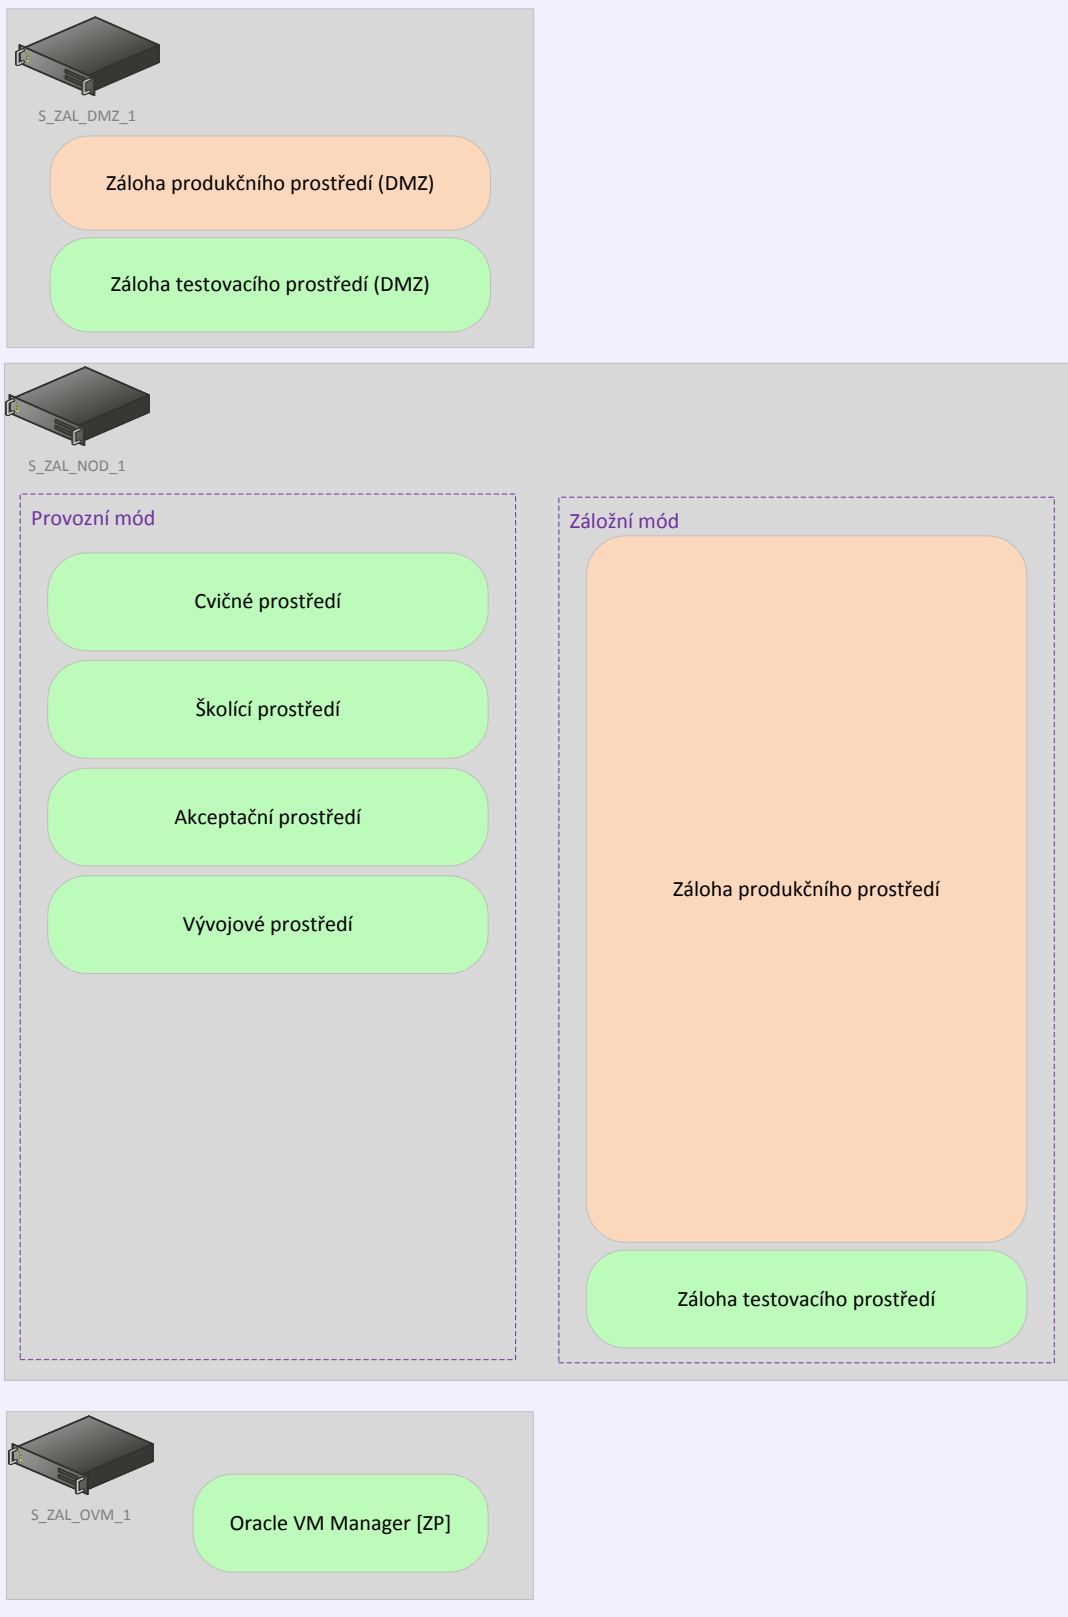 S_ZAL_DMZ_1
Záloha produkčního prostředí (DMZ)
Záloha testovacího prostředí (DMZ)
S_ZAL_NOD_1
Provozní mód
Cvičné prostředí
Školící prostředí
Akceptační prostředí
Vývojové prostředí
Záložní mód
Záloha produkčního prostředí
Záloha testovacího prostředí
S_ZAL_OVM_1
Oracle VM Manager [ZP]